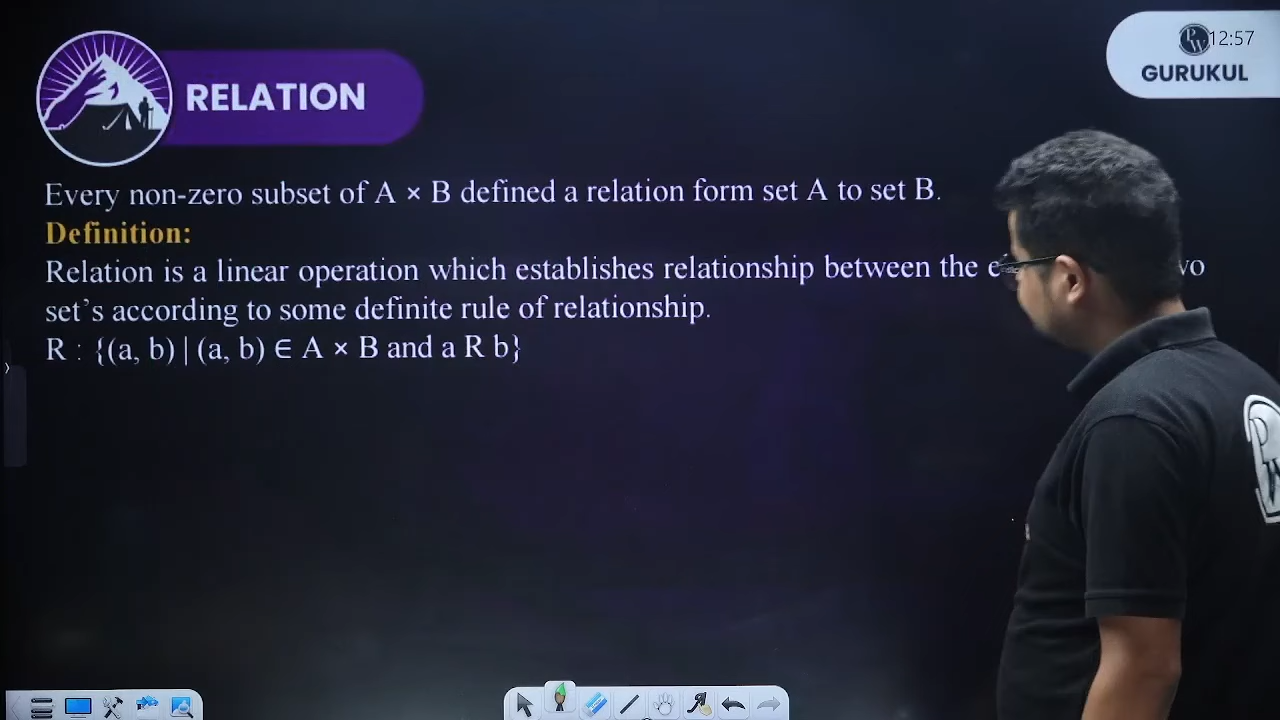 12:57
GURUKUL
RELATION
Every non-zero subset of A × B defined a relation form set A to set B.
Definition:
Relation is a linear operation which establishes relationship between the
set’s according to some definite rule of relationship.
R : {(a, b) | (a, b) ∈ A × B and a R b}